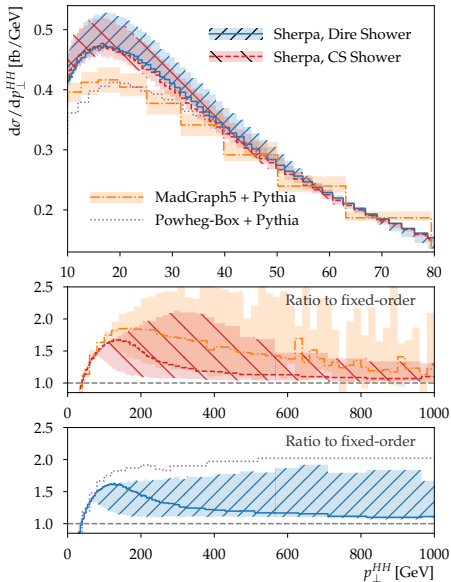 dσ/dp_⊥^{HH} [fb/GeV]
0.5
0.4
0.3
0.2
Sherpa, Dire Shower
Sherpa, CS Shower
MadGraph5 + Pythia
Powheg-Box + Pythia
10 20 30 40 50 60 70 80
Ratio to fixed-order
2.5
2.0
1.5
1.0
0 200 400 600 800 1000
Ratio to fixed-order
2.5
2.0
1.5
1.0
0 200 400 600 800 1000
p_⊥^{HH} [GeV]